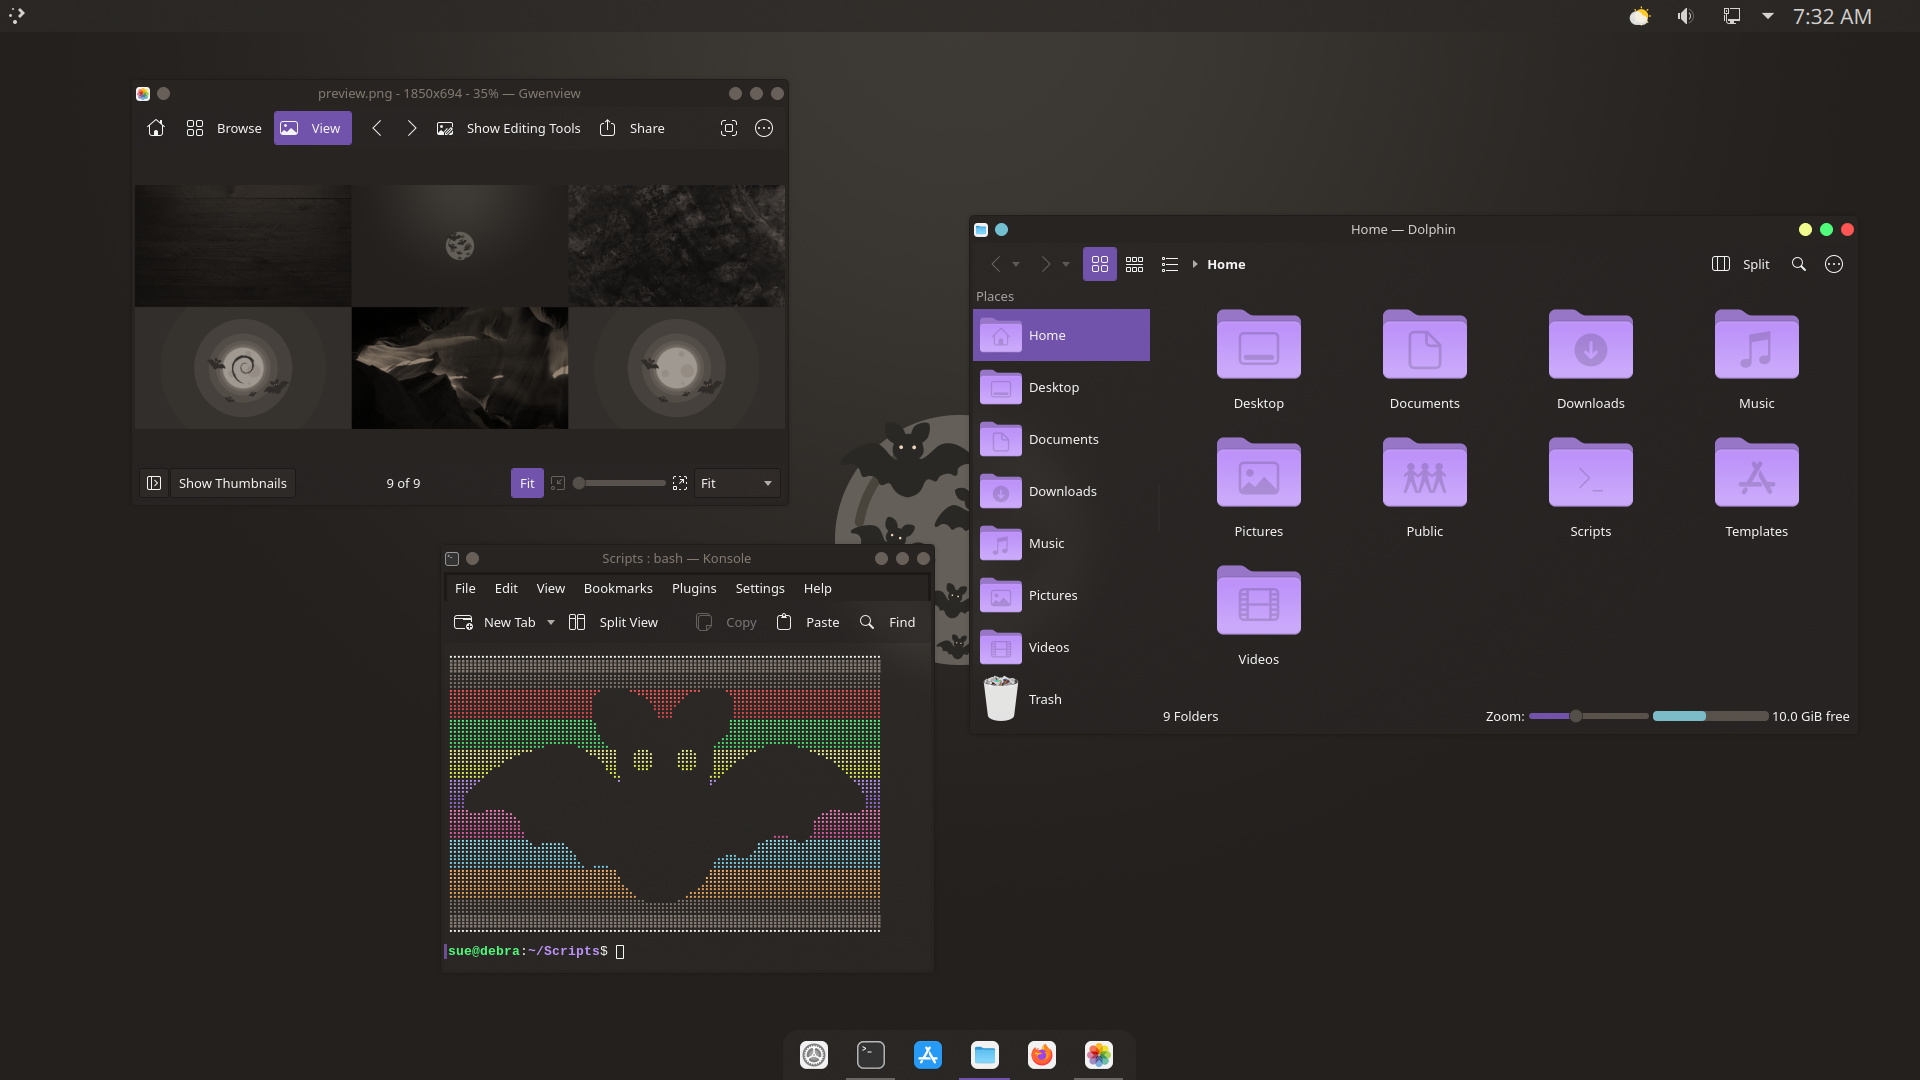 7:32 AM
preview.png - 1850x694 - 35% — Gwenview
Browse
View
Show Editing Tools
Share
Show Thumbnails
9 of 9
Fit
Fit
Home — Dolphin
Home
Split
Places
Home
Desktop
Documents
Downloads
Music
Pictures
Videos
Trash
Desktop
Documents
Downloads
Music
Pictures
Public
Scripts
Templates
Videos
9 Folders
Zoom:
10.0 GiB free
Scripts : bash — Konsole
File Edit View Bookmarks Plugins Settings Help
New Tab
Split View
Copy
Paste
Find
sue@debra:~/Scripts$